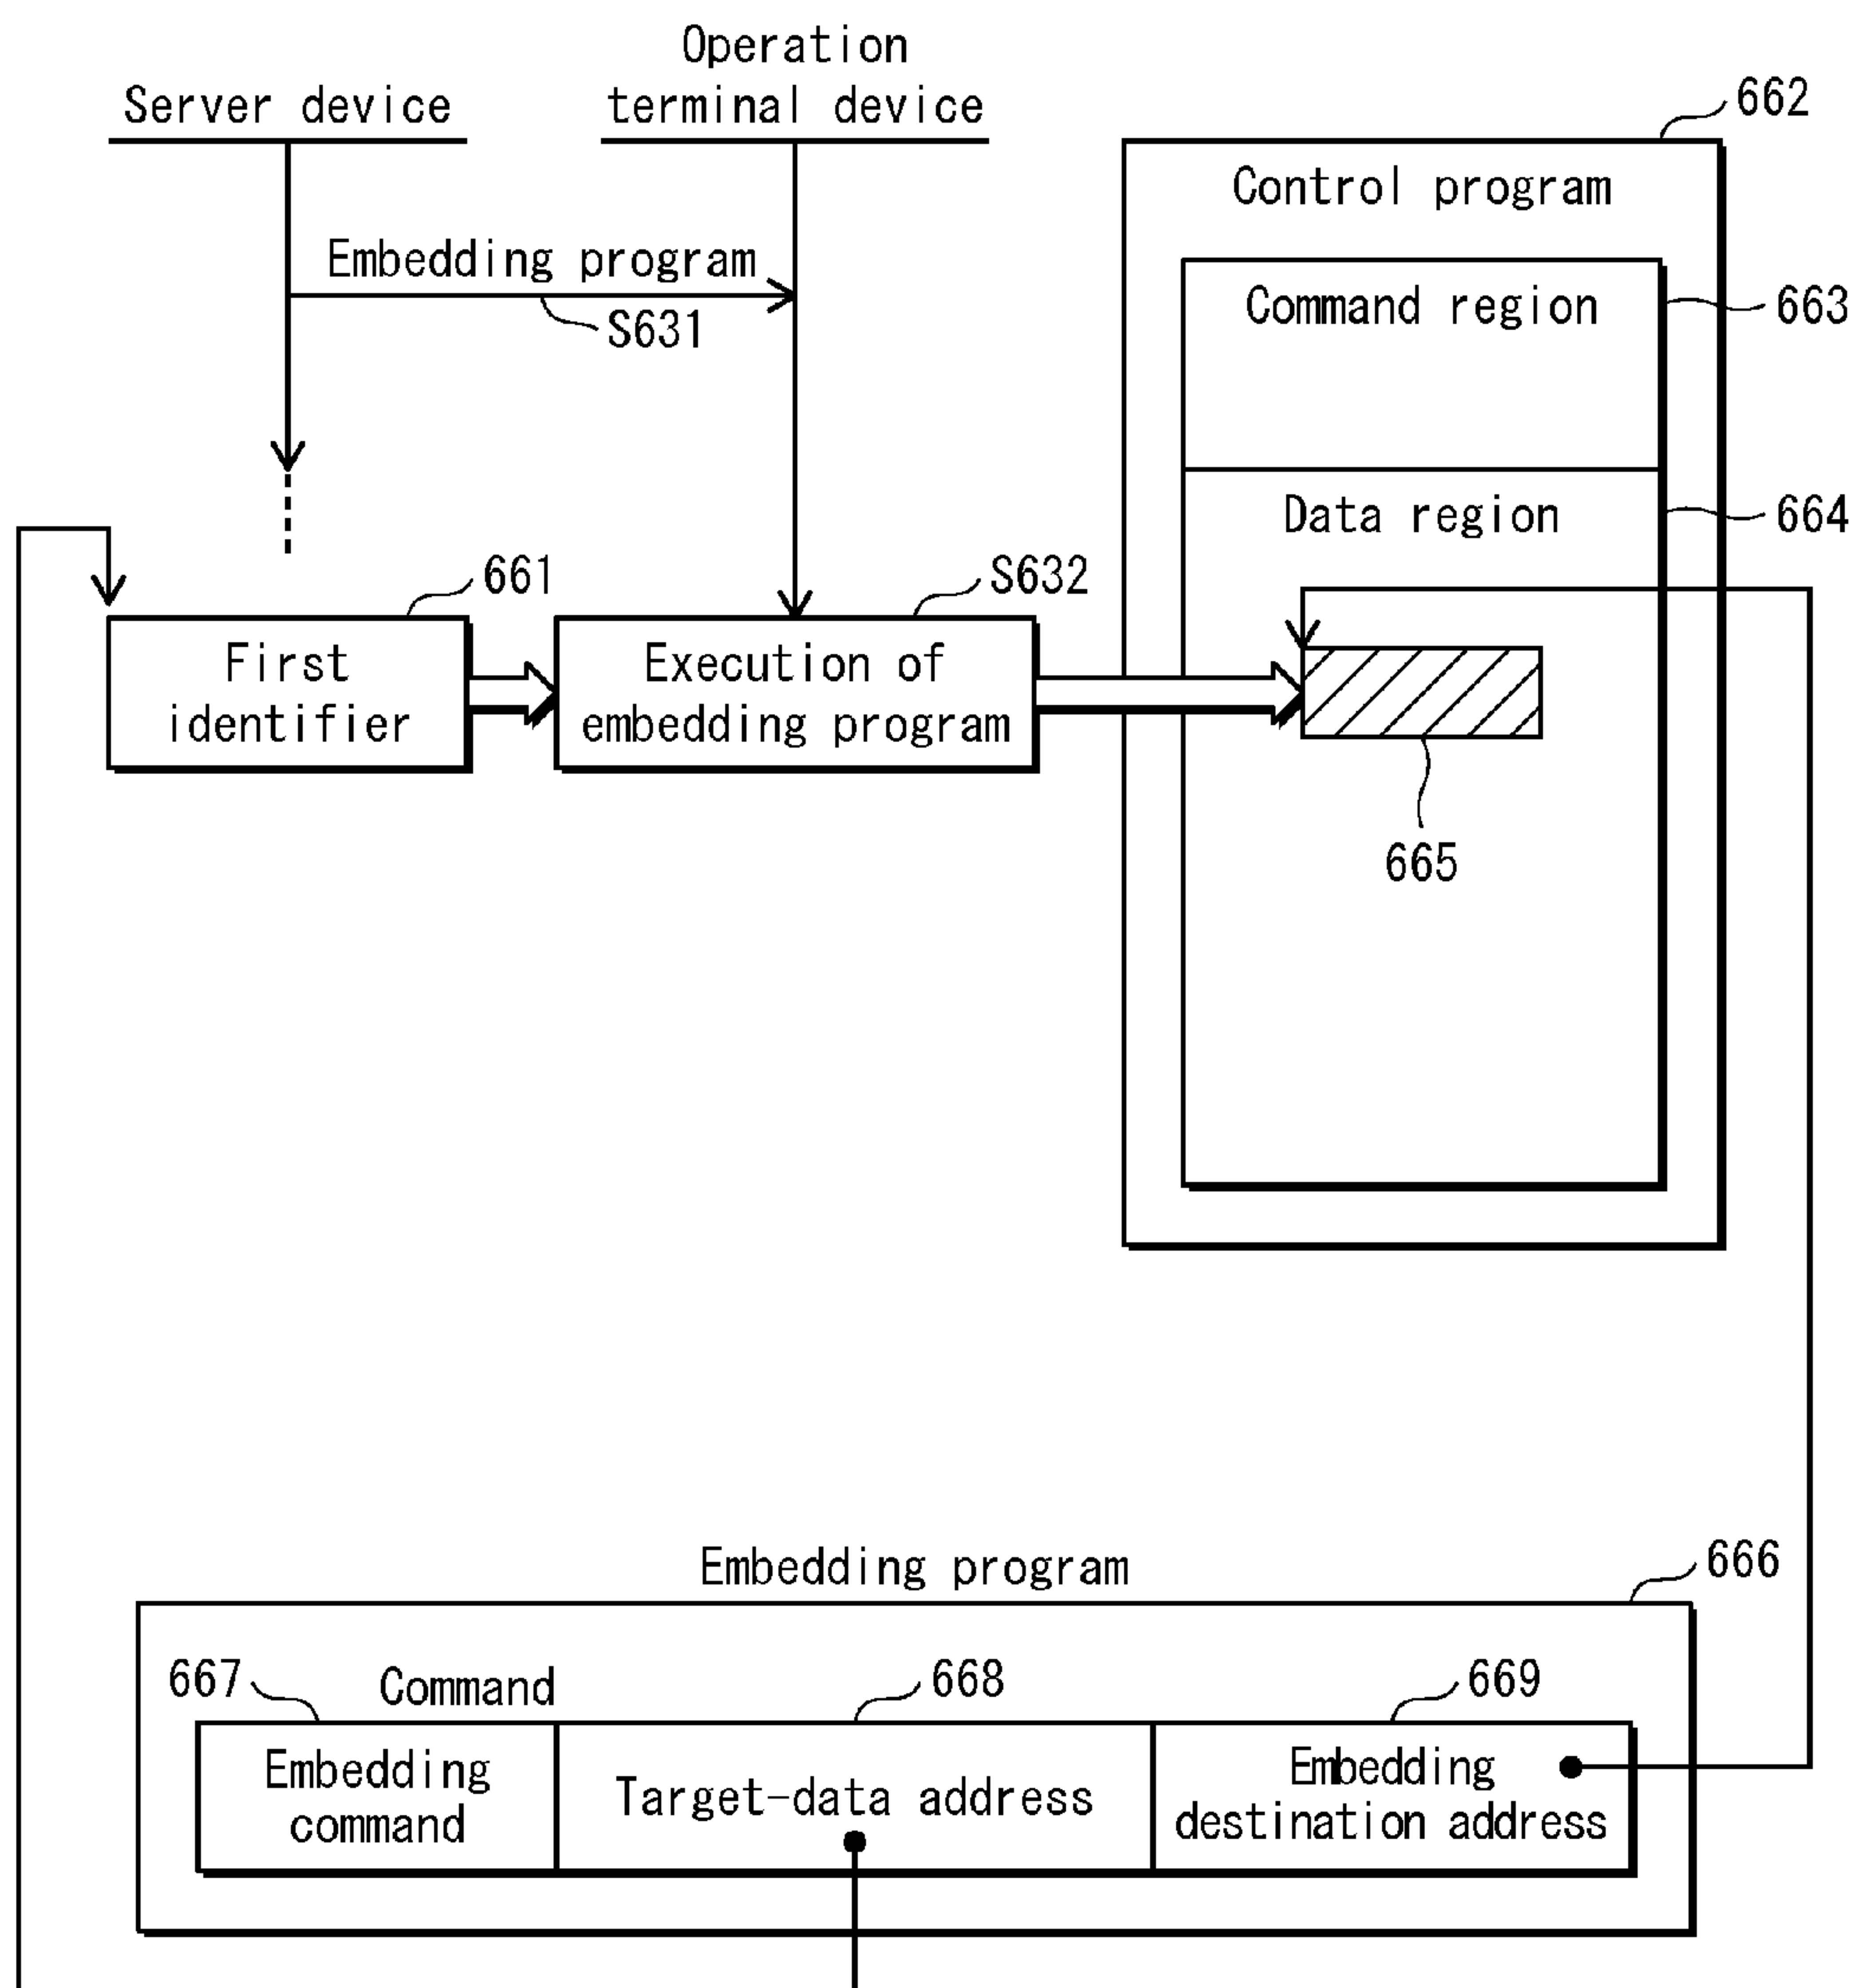 Server device
Operation
terminal device
662
Control program
Embedding program
S631
Command region
663
Data region
664
661
S632
First
identifier
Execution of
embedding program
665
Embedding program
666
667
Command
668
669
Embedding
command
Target-data address
Embedding
destination address